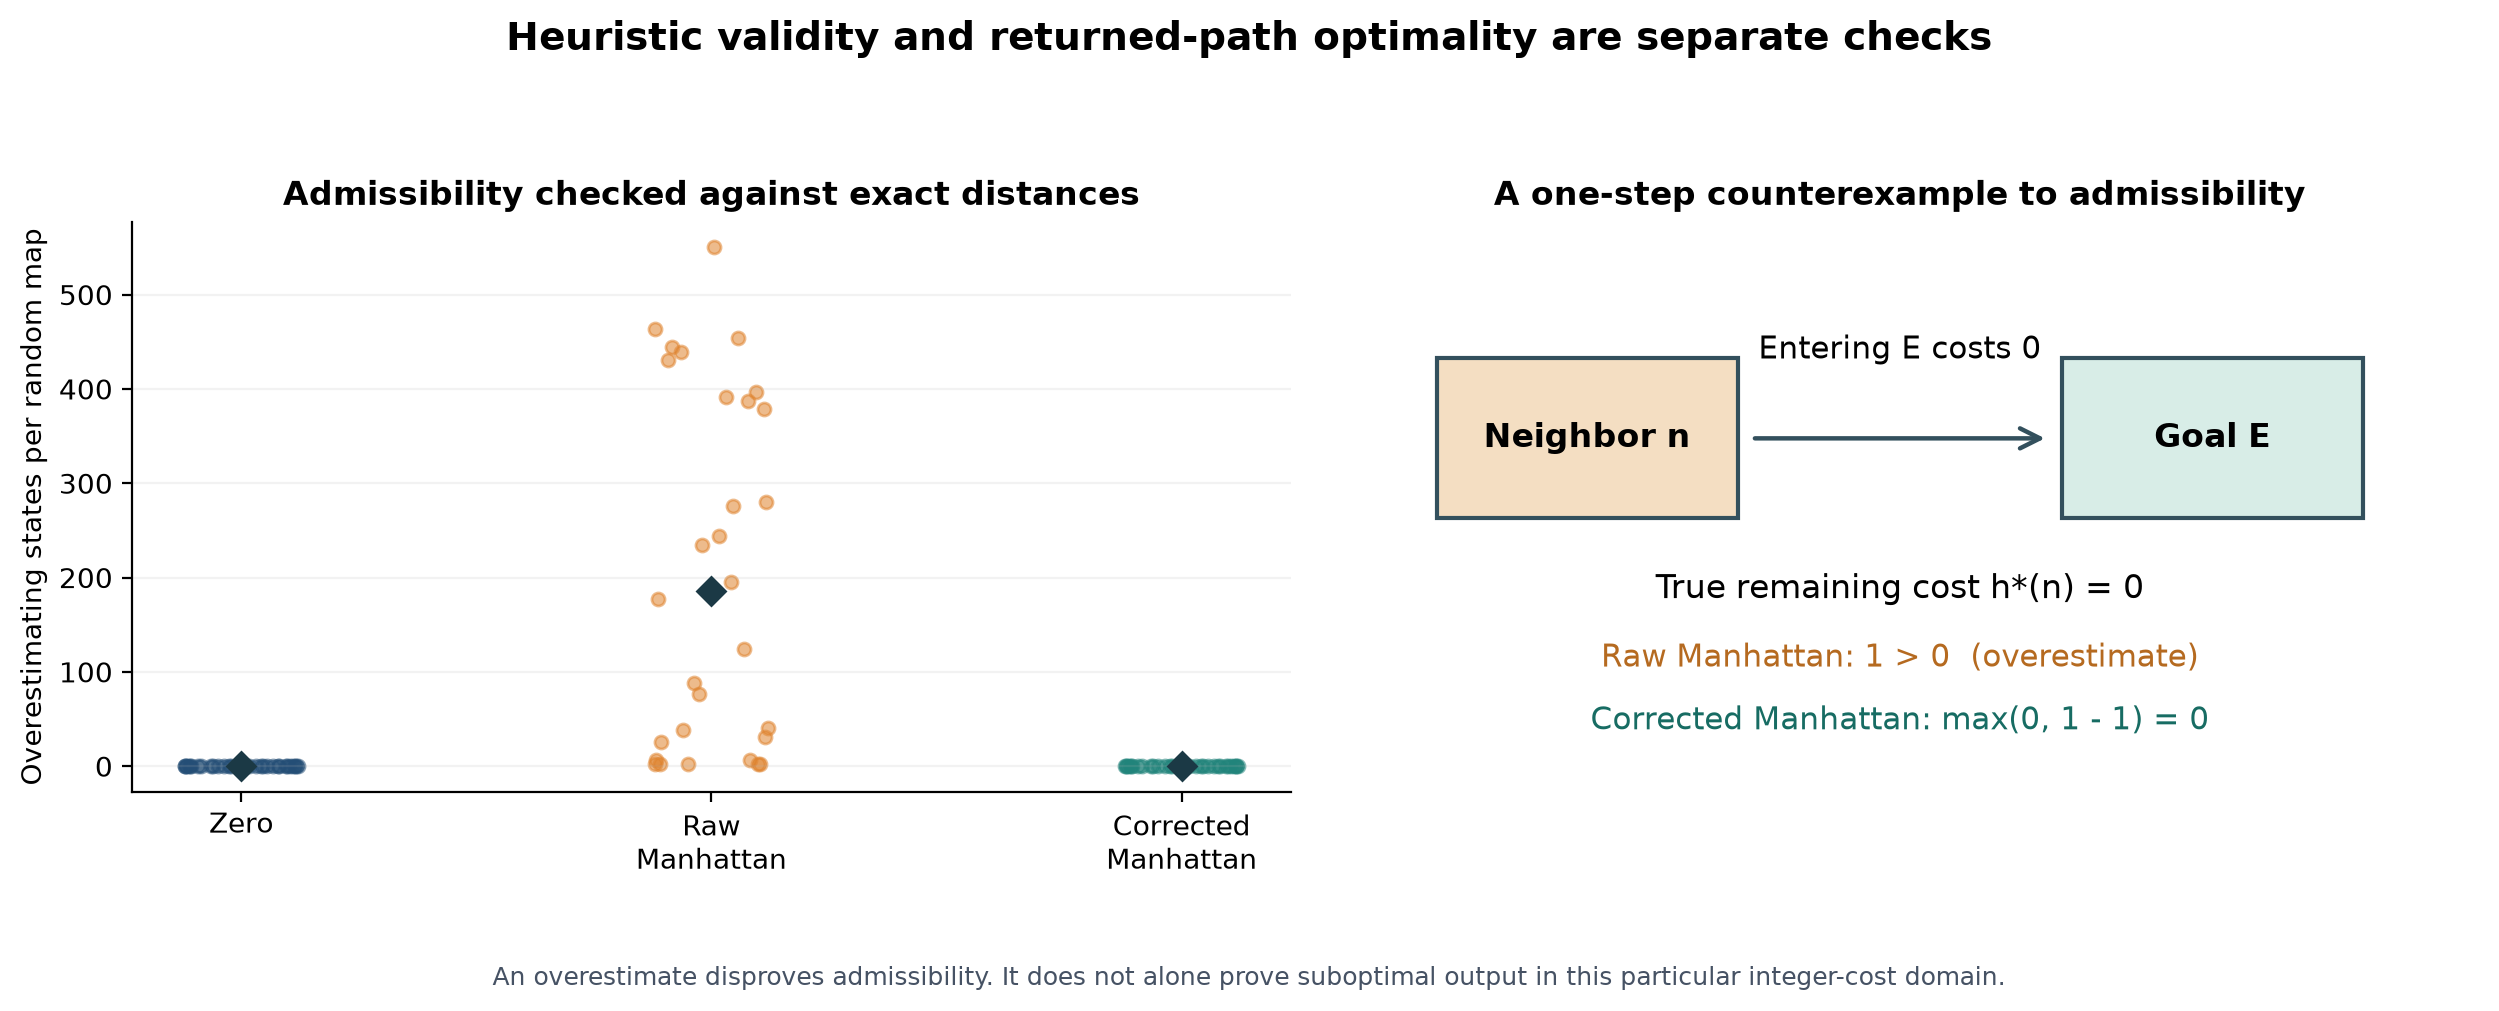 Heuristic validity and returned-path optimality are separate checks
Admissibility checked against exact distances
Overestimating states per random map
500
400
300
200
100
0
Zero
Raw
Manhattan
Corrected
Manhattan
A one-step counterexample to admissibility
Entering E costs 0
Neighbor n
Goal E
True remaining cost h*(n) = 0
Raw Manhattan: 1 > 0 (overestimate)
Corrected Manhattan: max(0, 1 - 1) = 0
An overestimate disproves admissibility. It does not alone prove suboptimal output in this particular integer-cost domain.